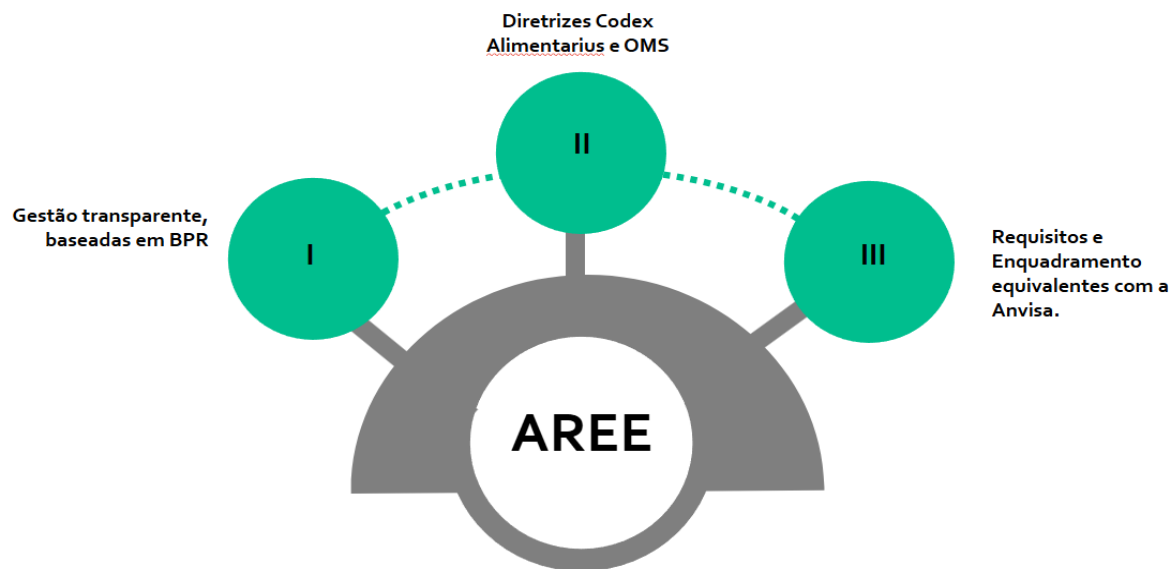 Diretrizes Codex
Alimentarius e OMS
II
Gestão transparente,
baseadas em BPR
I
III
Requisitos e
Enquadramento
equivalentes com a
Anvisa.
AREE